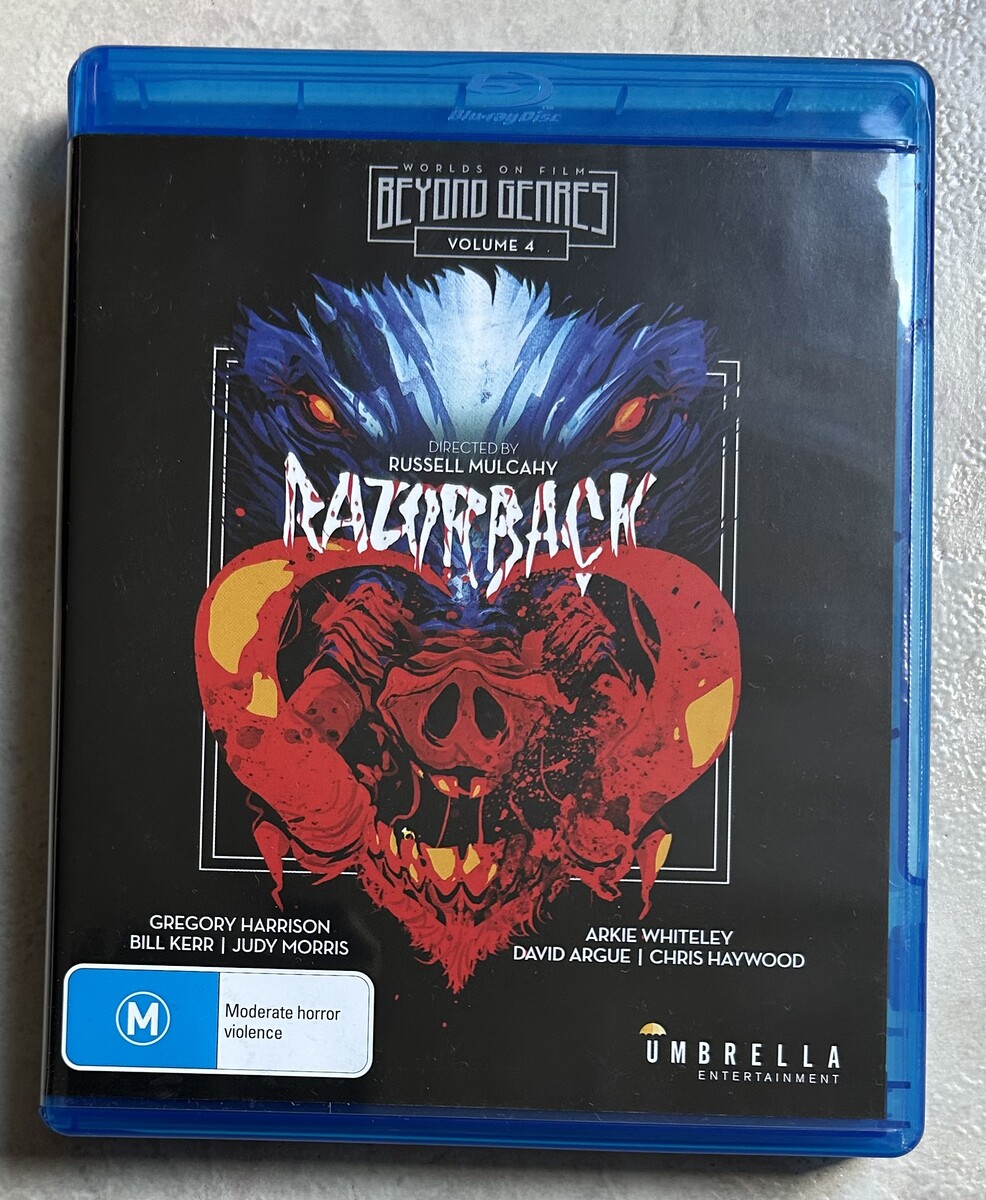 Blu-ray Disc
WORLDS ON FILM
BEYOND GENRES
VOLUME 4
DIRECTED BY
RUSSELL MULCAHY
RAZORBACK
GREGORY HARRISON
BILL KERR | JUDY MORRIS
ARKIE WHITELEY
DAVID ARGUE | CHRIS HAYWOOD
M
Moderate horror
violence
UMBRELLA
ENTERTAINMENT